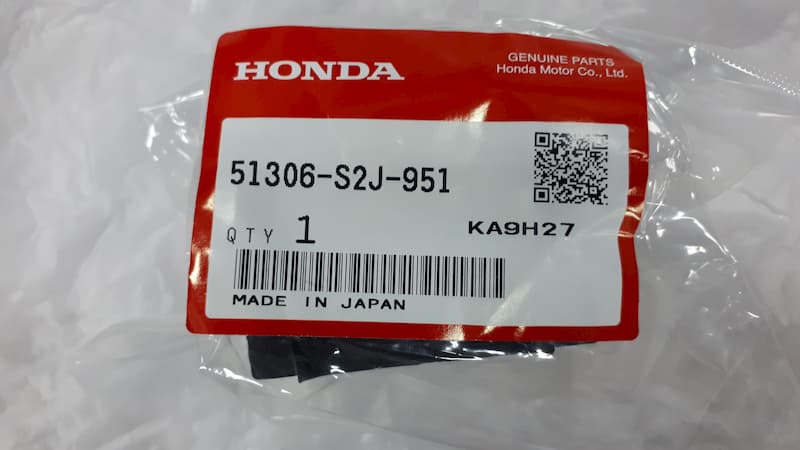 HONDA
GENUINE PARTS
Honda Motor Co., Ltd.
51306-S2J-951
QTY 1
KA9H27
MADE IN JAPAN